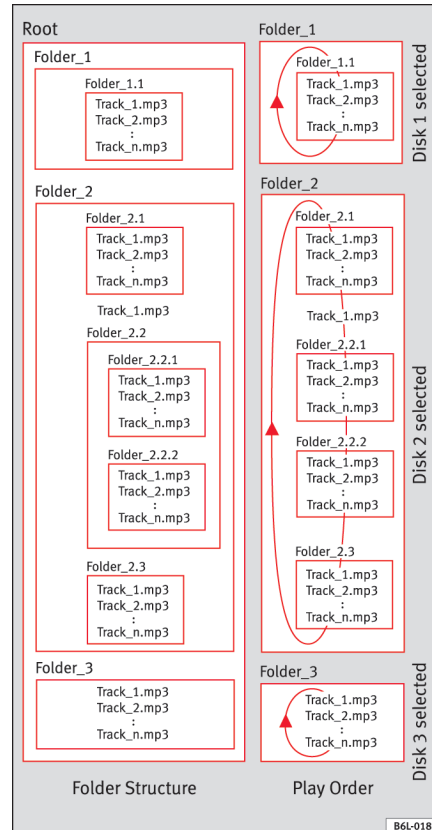 Root
Folder_1
Folder_1.1
Track_1.mp3
Track_2.mp3
:
Track_n.mp3
Folder_2
Folder_2.1
Track_1.mp3
Track_2.mp3
:
Track_n.mp3
Track_1.mp3
Folder_2.2
Folder_2.2.1
Track_1.mp3
Track_2.mp3
:
Track_n.mp3
Folder_2.2.2
Track_1.mp3
Track_2.mp3
:
Track_n.mp3
Folder_2.3
Track_1.mp3
Track_2.mp3
:
Track_n.mp3
Folder_3
Track_1.mp3
Track_2.mp3
:
Track_n.mp3
Folder Structure
Folder_1
Folder_1.1
Track_1.mp3
Track_2.mp3
:
Track_n.mp3
Disk 1 selected
Folder_2
Folder_2.1
Track_1.mp3
Track_2.mp3
:
Track_n.mp3
Track_1.mp3
Folder_2.2.1
Track_1.mp3
Track_2.mp3
:
Track_n.mp3
Folder_2.2.2
Track_1.mp3
Track_2.mp3
:
Track_n.mp3
Folder_2.3
Track_1.mp3
Track_2.mp3
:
Track_n.mp3
Disk 2 selected
Folder_3
Track_1.mp3
Track_2.mp3
:
Track_n.mp3
Disk 3 selected
Play Order
B6L-018